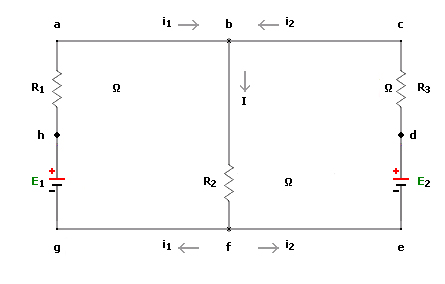 a i₁ b i₂ c
R₁ Ω Ω R₃
I
h d
+ +
E₁ R₂ Ω E₂
- -
g i₁ f i₂ e